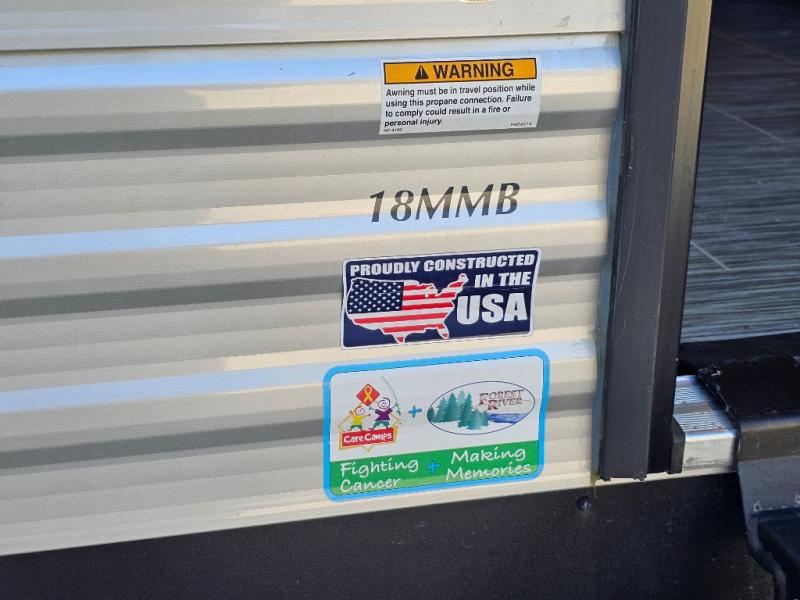 WARNING
Awning must be in travel position while
using this propane connection. Failure
to comply could result in a fire or
personal injury.
18MMB
PROUDLY CONSTRUCTED
IN THE
USA
Care Camps
+
FOREST
RIVER
Fighting + Making
Cancer Memories